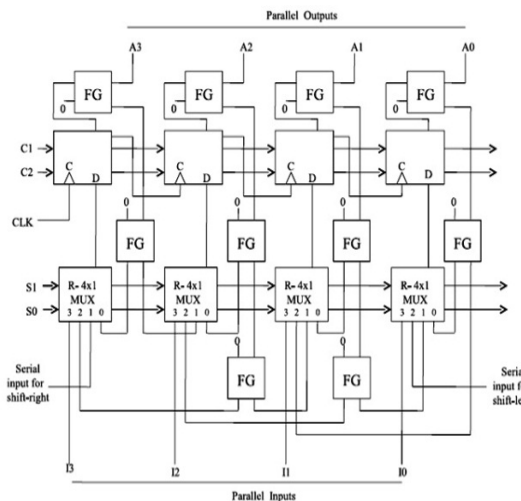 Parallel Outputs
A3 A2 A1 A0
FG FG FG FG
0 0 0 0
C1
C2
C D C D C D C D
CLK
0 0 0 0
FG FG FG FG
S1
S0
R- 4x1 R- 4x1 R- 4x1 R- 4x1
MUX MUX MUX MUX
3 2 1 0 3 2 1 0 3 2 1 0 3 2 1 0
0 0
FG FG
Serial
input for
shift-right
Serial
input
I3 I2 I1 I0
Parallel Inputs